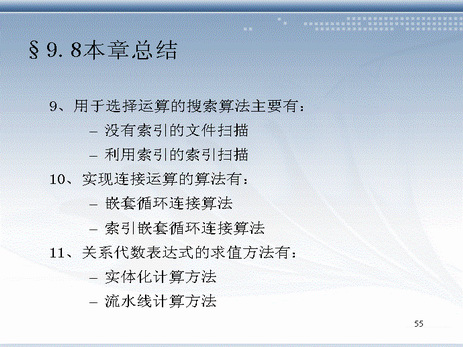 §9.8本章总结
9、用于选择运算的搜索算法主要有：
– 没有索引的文件扫描
– 利用索引的索引扫描
10、实现连接运算的算法有：
– 嵌套循环连接算法
– 索引嵌套循环连接算法
11、关系代数表达式的求值方法有：
– 实体化计算方法
– 流水线计算方法
55